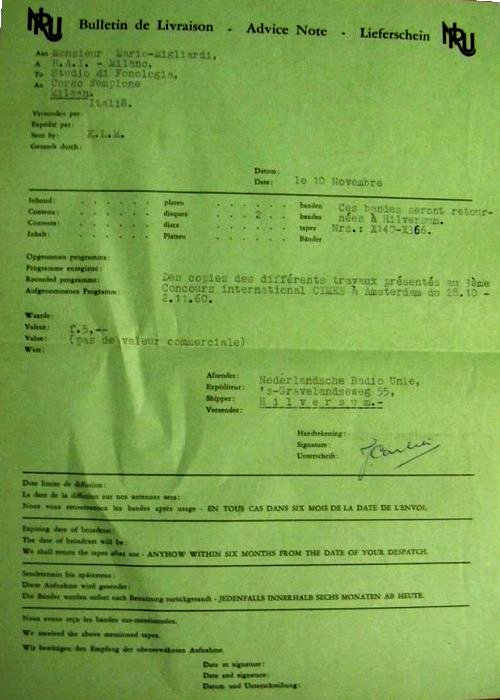 NRU Bulletin de Livraison - Advice Note - Lieferschein NRU
Aan Monsieur Mario-Migliardi,
A R.A.I. - Milano,
To Studio di Fonologia,
An Corso Sempione
Milan.
Italië.
Verzonden per:
Expédié par:
Sent by: K.L.M.
Gesandt durch:
Datum:
Date: le 10 Novembre
Inhoud: platen . . . . . banden Ces bandes seront retour-
Contenu: disques . . . 2 . . bandes nées à Hilversum.
Contents: discs . . . . . tapes Nrs.: X140-X366.
Inhalt: Platten . . . . . Bänder
Opgenomen programma:
Programme enregistré:
Recorded programme: Des copies des différents travaux présentés au 3ème
Aufgenommenes Programm: Concours international CIMES à Amsterdam du 28.10 -
2.11.60.
Waarde:
Valeur: f.5,--
Value: (pas de valeur commerciale)
Wert:
Afzender: Nederlandsche Radio Unie,
Expéditeur: 's-Gravelandseweg 55,
Shipper: Hilversum.-
Versender:
Handtekening:
Signature:
Unterschrift:
Date limite de diffusion:
La date de la diffusion sur nos antennes sera:
Nous vous retournerons les bandes après usage - EN TOUS CAS DANS SIX MOIS DE LA DATE DE L'ENVOI.
Expiring date of broadcast:
The date of broadcast will be:
We shall return the tapes after use - ANYHOW WITHIN SIX MONTHS FROM THE DATE OF YOUR DESPATCH.
Sendetermin bis spätestens:
Diese Aufnahme wird gesendet:
Die Bänder werden sofort nach Benutzung zurückgesandt - JEDENFALLS INNERHALB SECHS MONATEN AB HEUTE.
Nous avons reçu les bandes sus-mentionnées.
We received the above mentioned tapes.
Wir bestätigen den Empfang der obenerwähnten Aufnahme.
Date et signature:
Date and signature:
Datum und Unterschreibung: